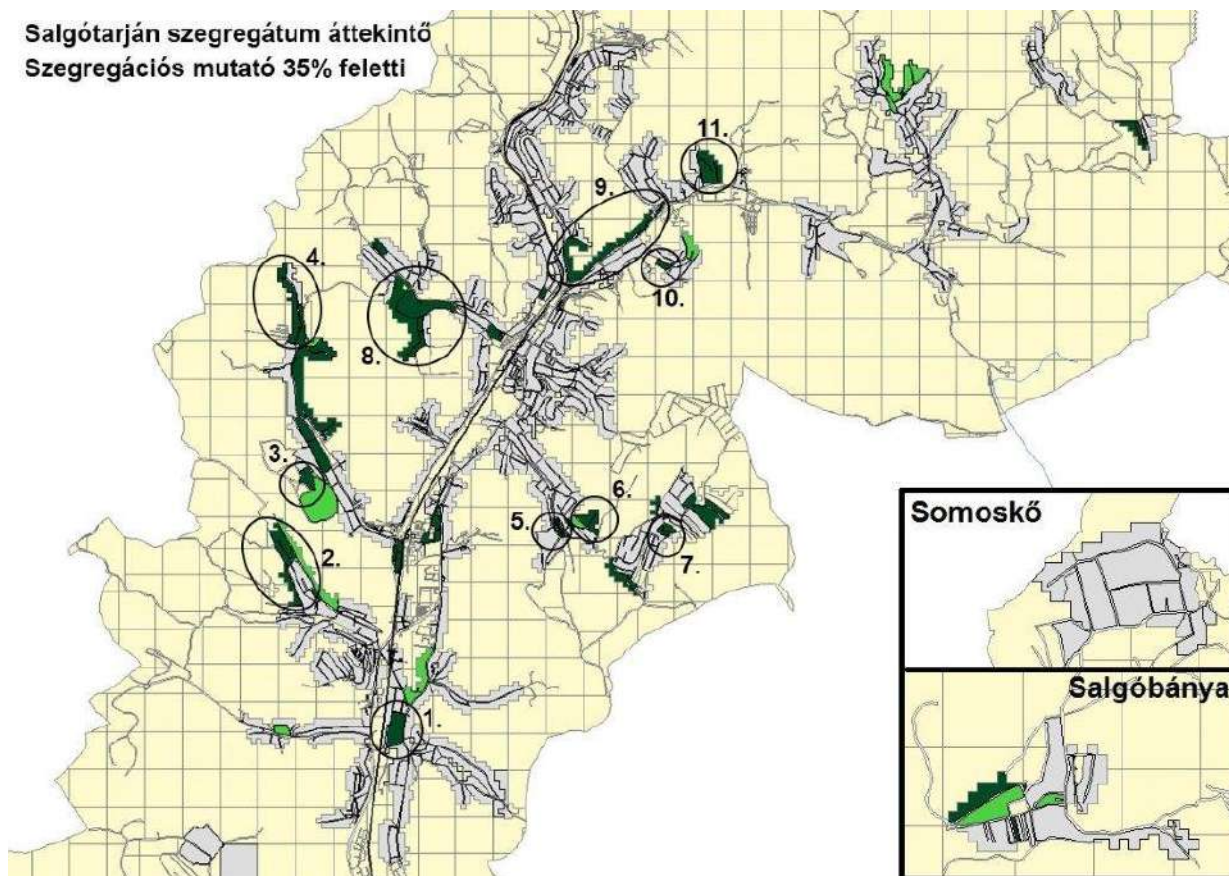 Salgótarján szegregátum áttekintő
Szegregációs mutató 35% feletti
11.
9.
4.
10.
8.
3.
6.
5.
7.
2.
1.
Somoskő
Salgóbánya